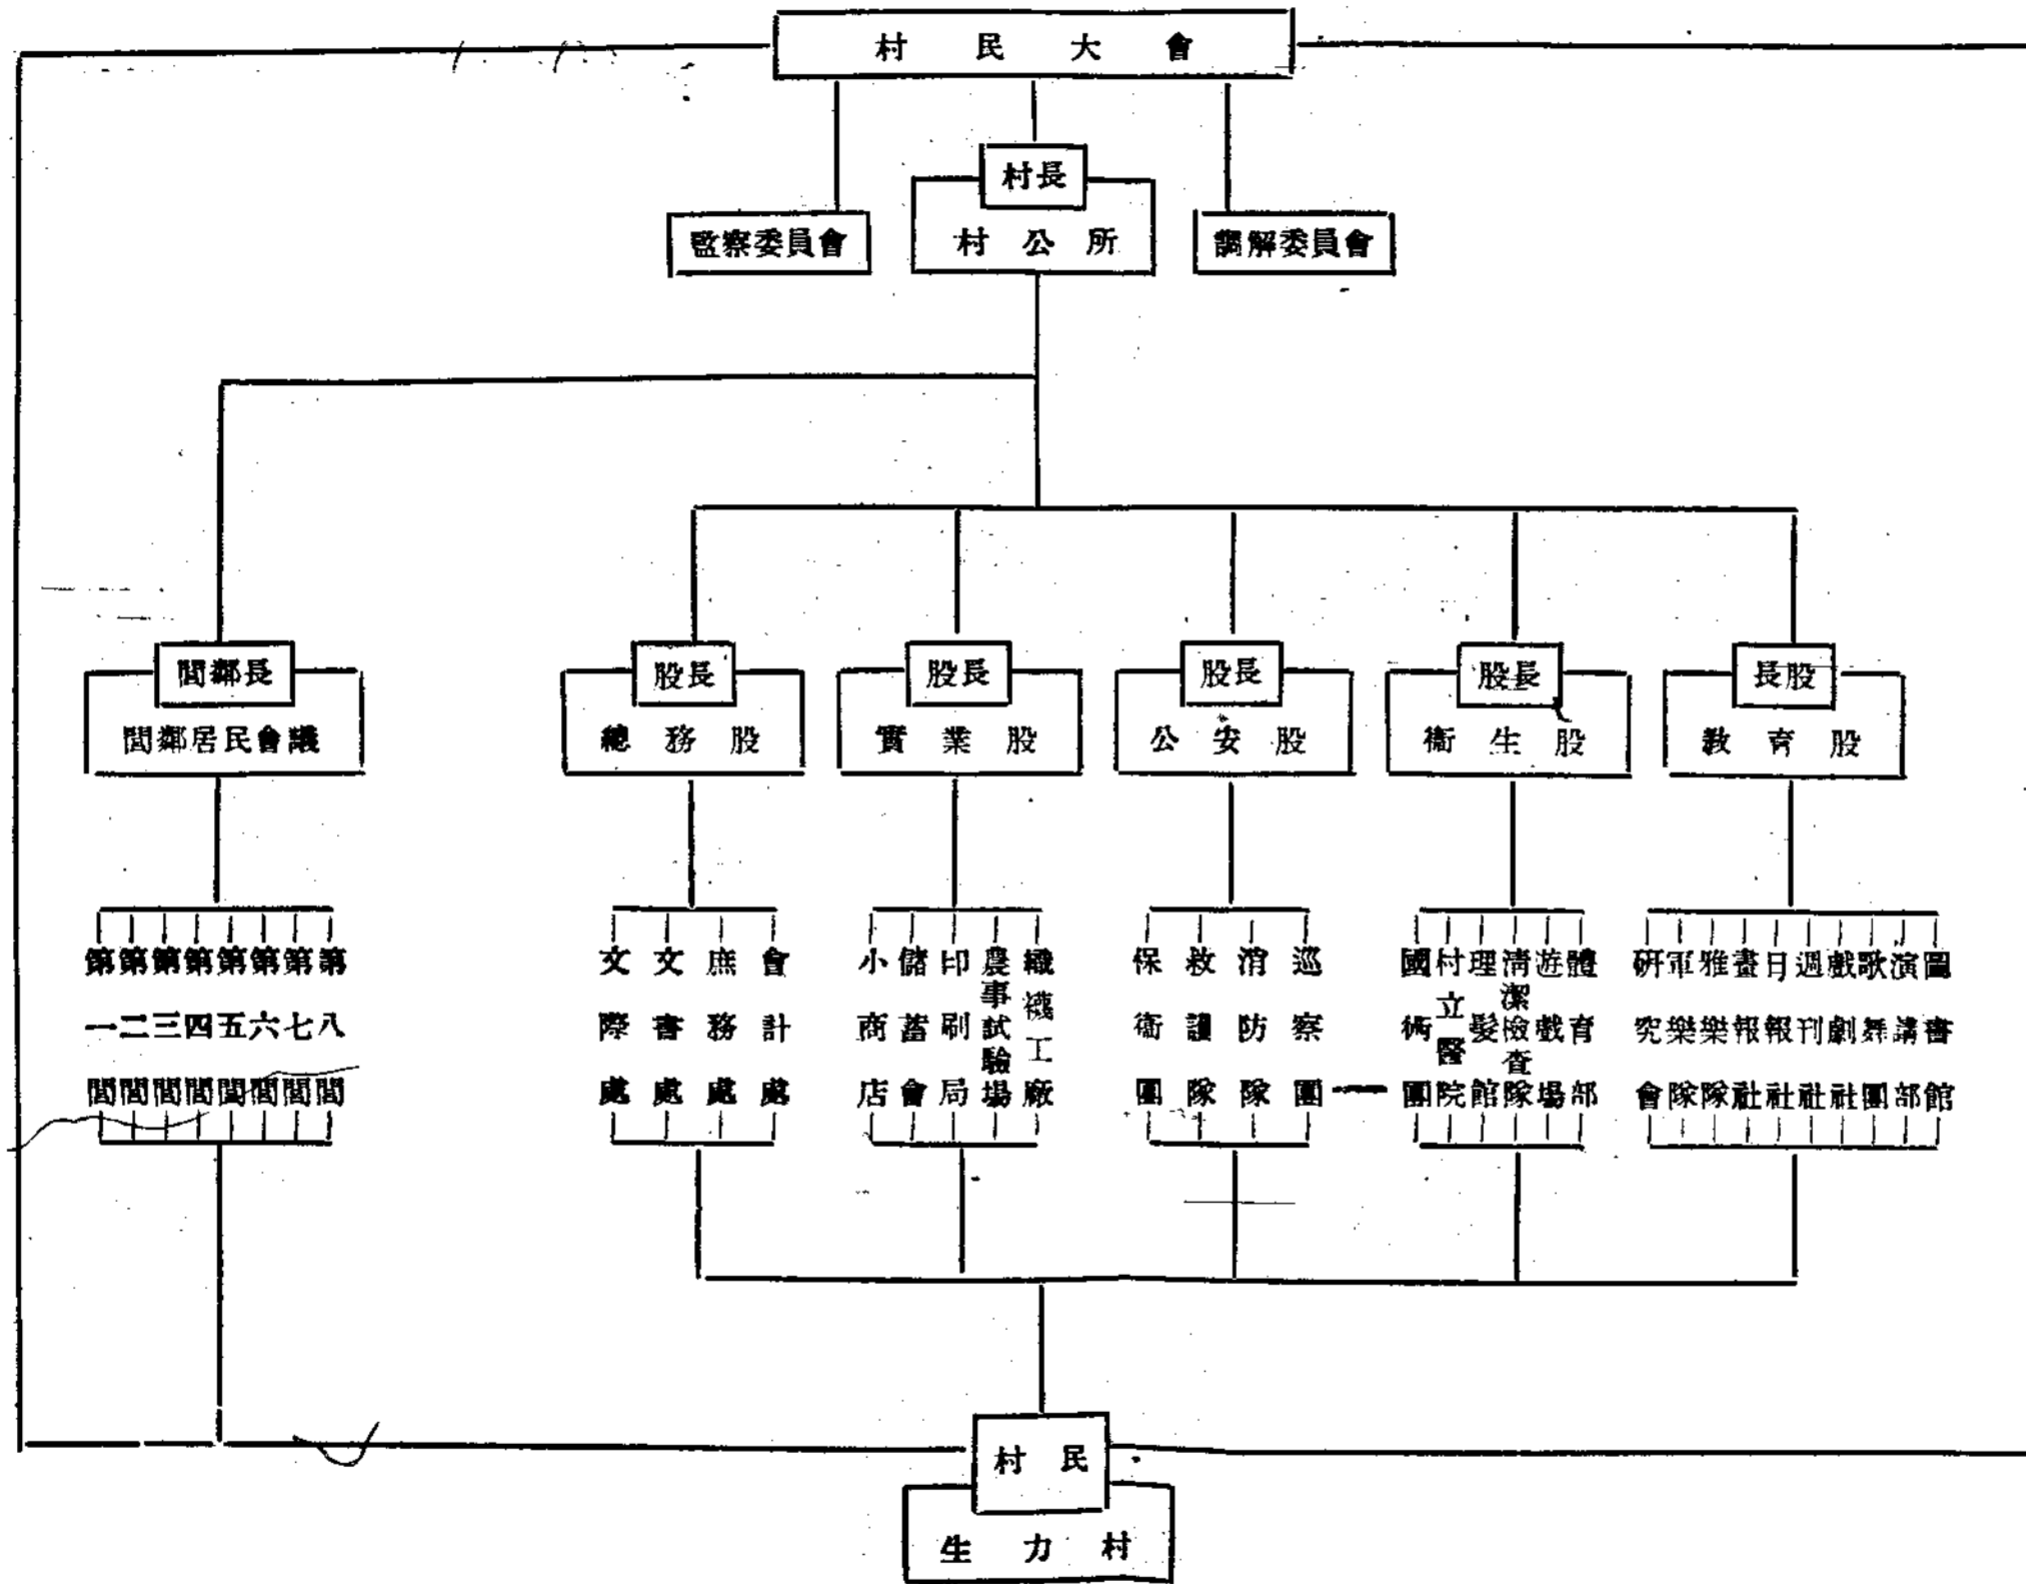 村民大會
村長
村公所
監察委員會
調解委員會
閭鄰長
閭鄰居民會議
股長
總務股
股長
實業股
股長
公安股
股長
衞生股
長股
教育股
第一閭
第二閭
第三閭
第四閭
第五閭
第六閭
第七閭
第八閭
交際處
文書處
庶務處
會計處
小商店
儲蓄會
印刷局
農事試驗場
織襪工廠
保衞團
救護隊
消防隊
巡察團
國術團
村立醫院
理髮館
清潔檢查隊
遊戲場
體育部
研究會
軍樂隊
雅樂隊
畫報社
日報社
週刊社
戲劇社
歌舞團
演講部
圖書館
村民
生力村